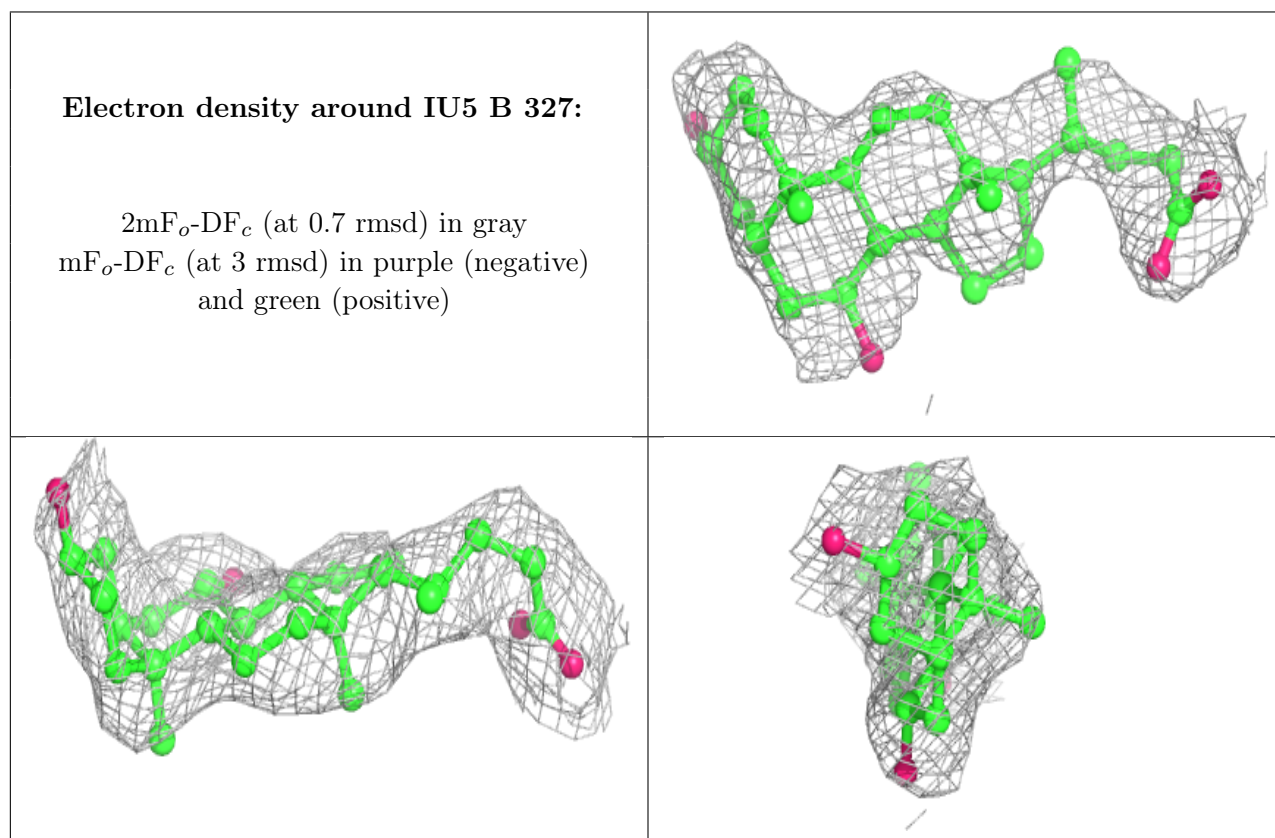 Electron density around IU5 B 327:
2mFo-DFc (at 0.7 rmsd) in gray
mFo-DFc (at 3 rmsd) in purple (negative)
and green (positive)